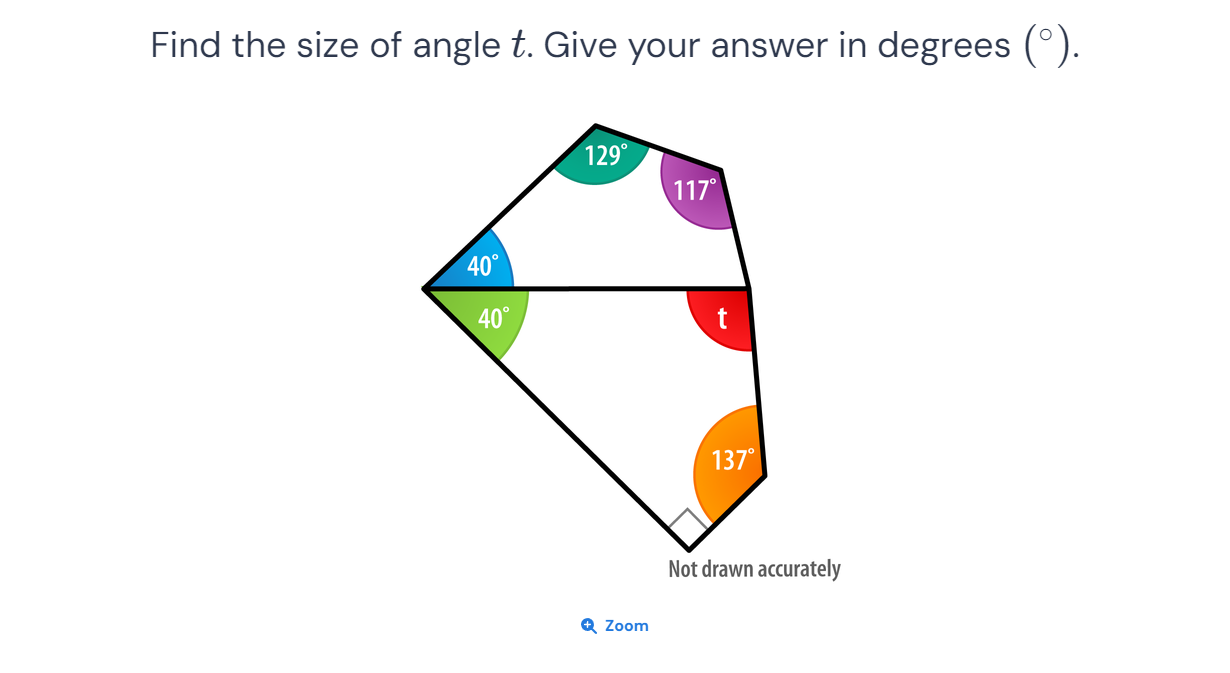 Find the size of angle t. Give your answer in degrees (°).
129°
117°
40°
40°
t
137°
Not drawn accurately
Zoom